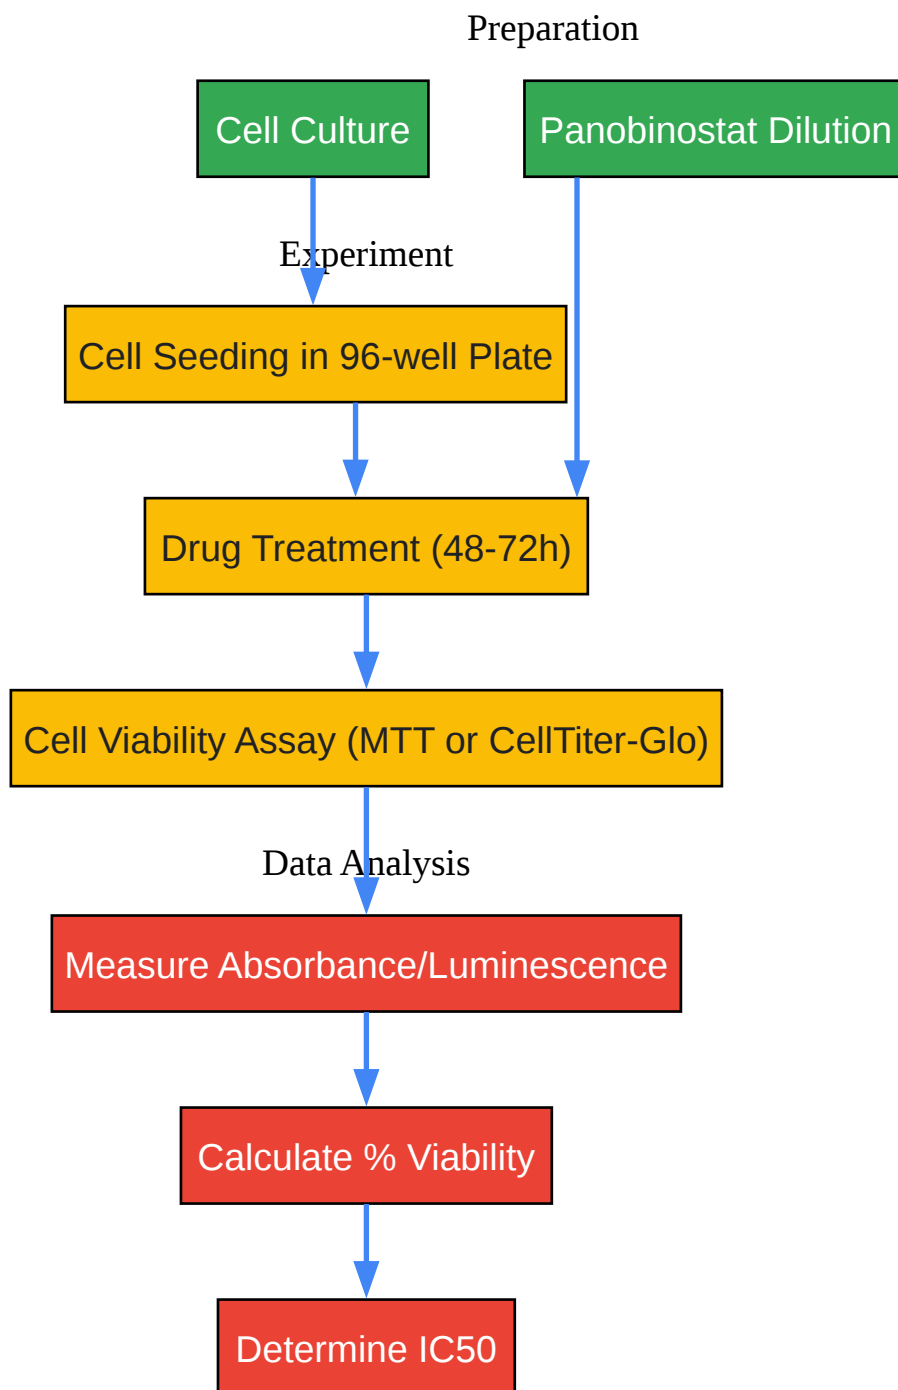 Preparation
Cell Culture
Panobinostat Dilution
Experiment
Cell Seeding in 96-well Plate
Drug Treatment (48-72h)
Cell Viability Assay (MTT or CellTiter-Glo)
Data Analysis
Measure Absorbance/Luminescence
Calculate % Viability
Determine IC50